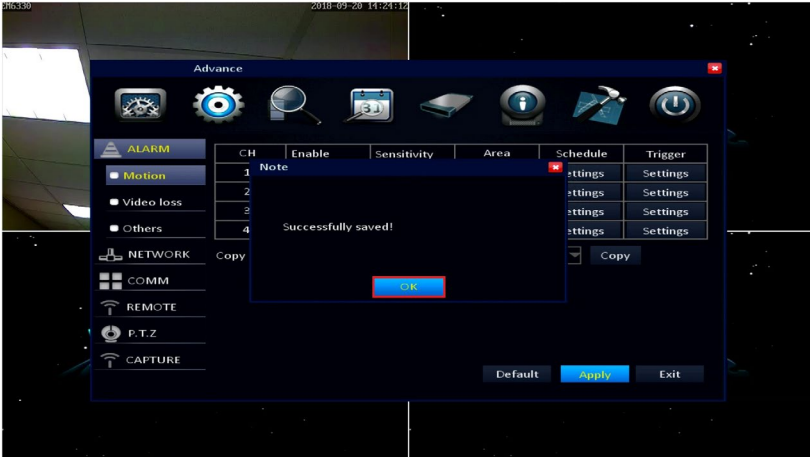 EM6330 2018-09-20 14:24:12
Advance
31
ALARM
CH Enable Sensitivity Area Schedule Trigger
Note
Motion
1 ettings Settings
2 ettings Settings
Video loss
3 ettings Settings
Others
4 Successfully saved! ettings Settings
NETWORK
Copy Copy
COMM
OK
REMOTE
P.T.Z
CAPTURE
Default Apply Exit